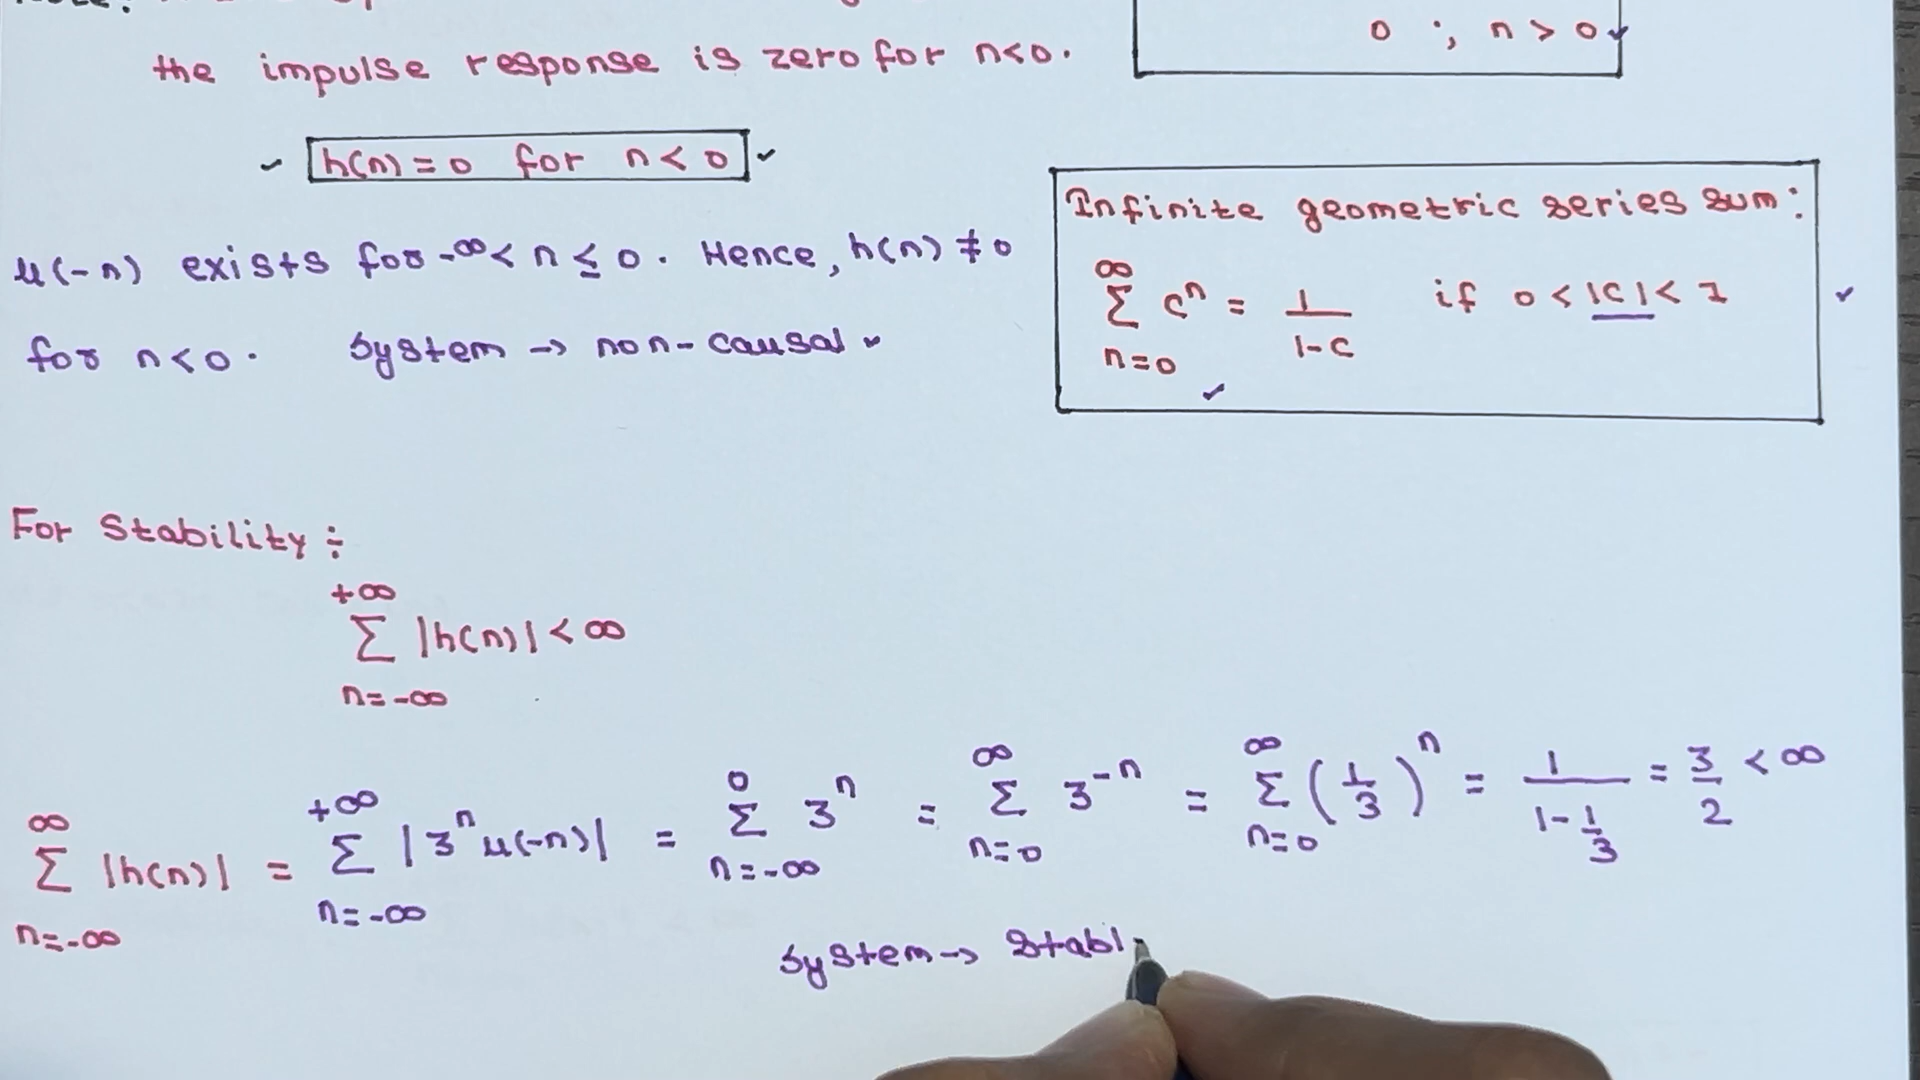 the impulse response is zero for n<0.
0 ; n > 0
h(n) = 0 for n < 0
u(-n) exists for -∞ < n ≤ 0. Hence, h(n) ≠ 0
for n<0. System → non-causal
Infinite geometric series sum:
∞
Σ cⁿ = 1/(1-c) if 0 < |c| < 1
n=0
For Stability ÷
+∞
Σ |h(n)| < ∞
n=-∞
∞ +∞ 0 ∞ ∞
Σ |h(n)| = Σ |3ⁿ u(-n)| = Σ 3ⁿ = Σ 3⁻ⁿ = Σ (1/3)ⁿ = 1/(1-1/3) = 3/2 < ∞
n=-∞ n=-∞ n=-∞ n=0 n=0
System → Stabl